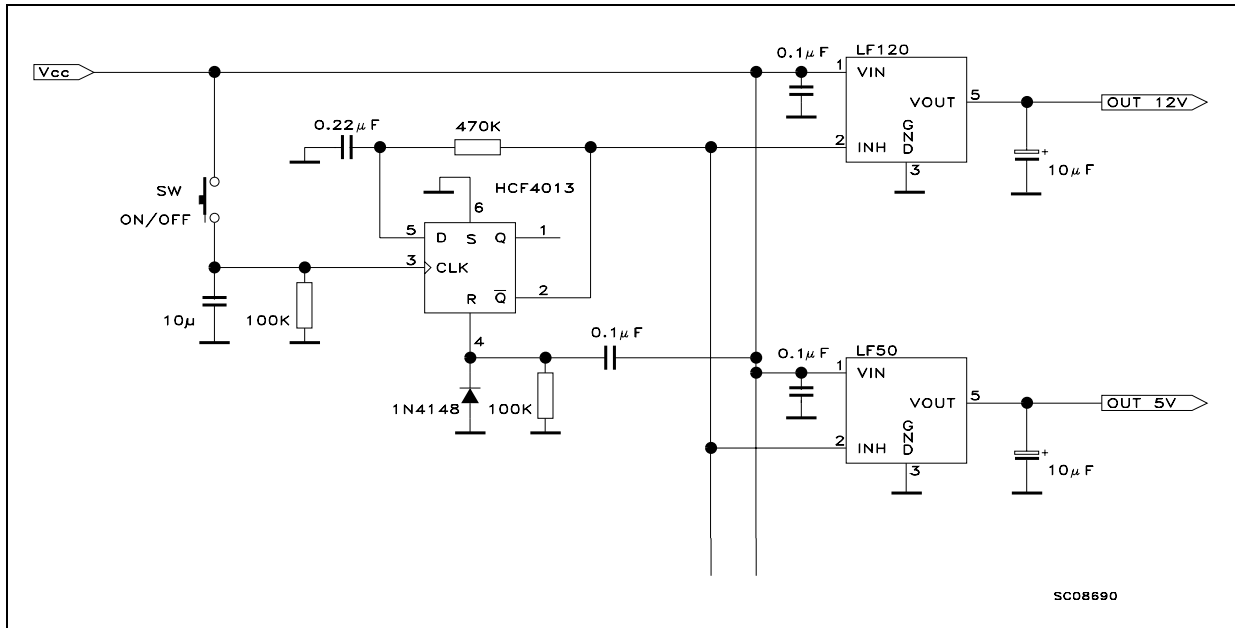 Vcc
0.1μF
LF120
1
VIN
VOUT
5
OUT 12V
GND
2
INH
3
+
10μF
0.22μF
470K
HCF4013
SW
ON/OFF
6
5
D
S
Q
1
3
CLK
R
Q̅
2
4
10μ
100K
0.1μF
1N4148
100K
0.1μF
LF50
1
VIN
VOUT
5
OUT 5V
GND
2
INH
3
+
10μF
SC08690